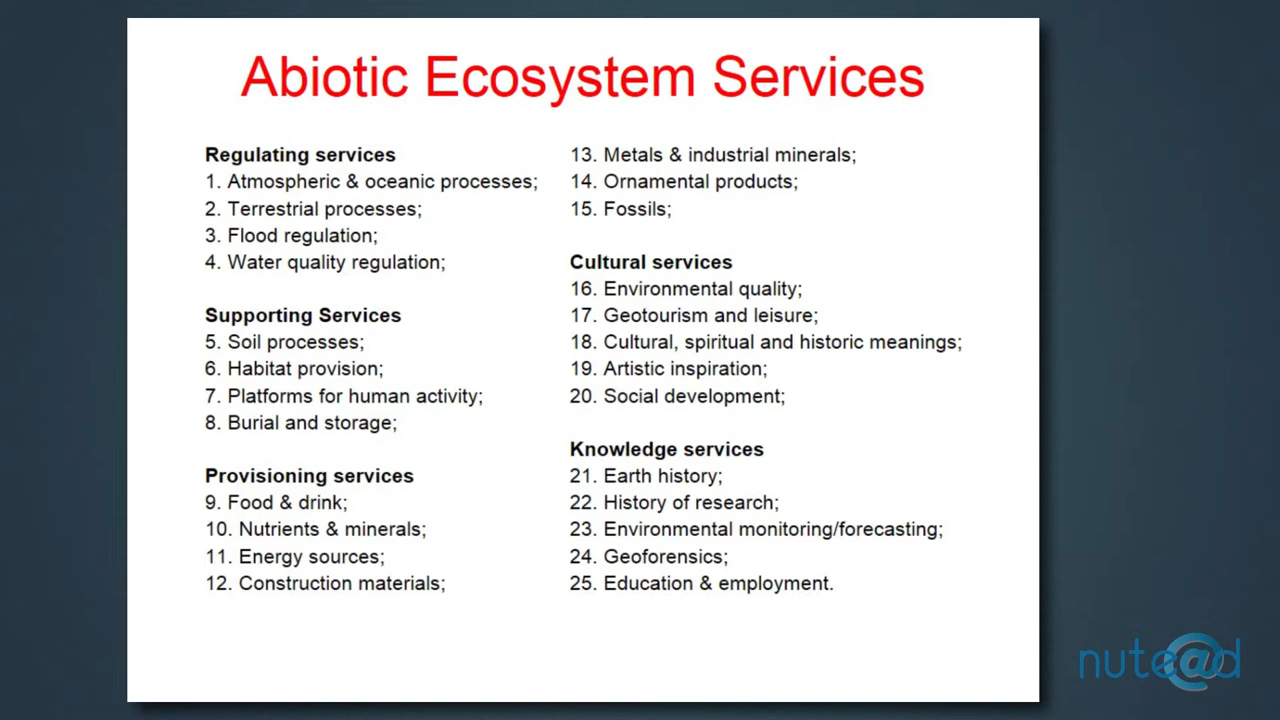 Abiotic Ecosystem Services
Regulating services
1. Atmospheric & oceanic processes;
2. Terrestrial processes;
3. Flood regulation;
4. Water quality regulation;
Supporting Services
5. Soil processes;
6. Habitat provision;
7. Platforms for human activity;
8. Burial and storage;
Provisioning services
9. Food & drink;
10. Nutrients & minerals;
11. Energy sources;
12. Construction materials;
13. Metals & industrial minerals;
14. Ornamental products;
15. Fossils;
Cultural services
16. Environmental quality;
17. Geotourism and leisure;
18. Cultural, spiritual and historic meanings;
19. Artistic inspiration;
20. Social development;
Knowledge services
21. Earth history;
22. History of research;
23. Environmental monitoring/forecasting;
24. Geoforensics;
25. Education & employment.
nute@d